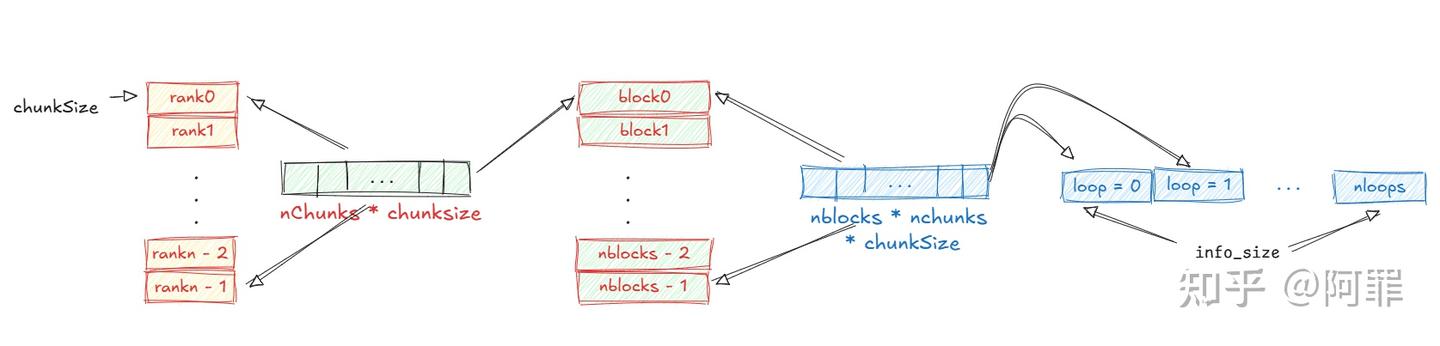 chunkSize
rank0
rank1
rankn - 2
rankn - 1
...
nChunks * chunksize
block0
block1
nblocks - 2
nblocks - 1
...
nblocks * nchunks
* chunkSize
loop = 0
loop = 1
...
nloops
info_size
知乎 @阿罪